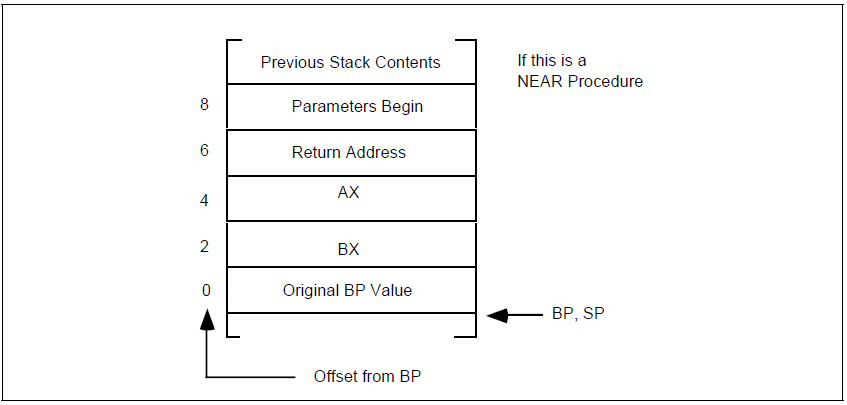 Previous Stack Contents
If this is a
NEAR Procedure
8
Parameters Begin
6
Return Address
4
AX
2
BX
0
Original BP Value
BP, SP
Offset from BP